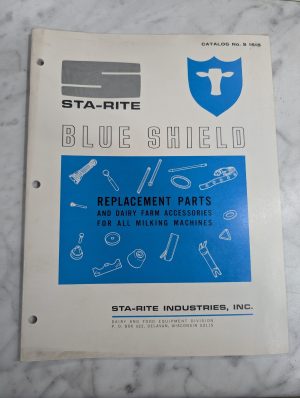 CATALOG No. S 1515
STA-RITE
BLUE SHIELD
REPLACEMENT PARTS
AND DAIRY FARM ACCESSORIES
FOR ALL MILKING MACHINES
STA-RITE INDUSTRIES, INC.
DAIRY AND FOOD EQUIPMENT DIVISION
P. O. BOX 622, DELAVAN, WISCONSIN 53115